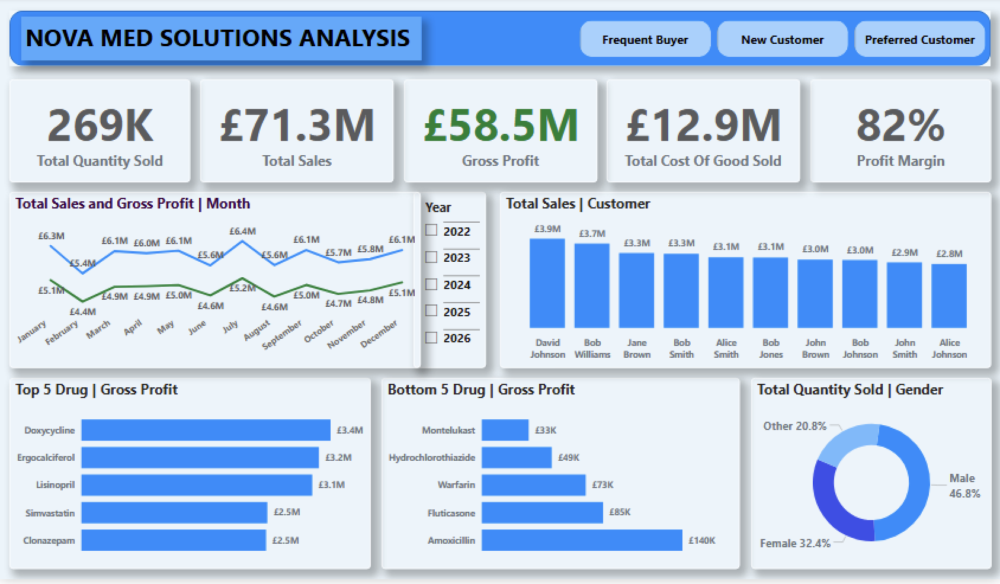 NOVA MED SOLUTIONS ANALYSIS
Frequent Buyer
New Customer
Preferred Customer
269K
Total Quantity Sold
£71.3M
Total Sales
£58.5M
Gross Profit
£12.9M
Total Cost Of Good Sold
82%
Profit Margin
Total Sales and Gross Profit | Month
£6.3M
£5.4M
£6.1M
£6.0M
£6.1M
£5.6M
£6.4M
£5.6M
£6.1M
£5.7M
£5.8M
£6.1M
£5.1M
£4.4M
£4.9M
£4.9M
£5.0M
£4.6M
£5.2M
£4.6M
£5.0M
£4.7M
£4.8M
£5.1M
January
February
March
April
May
June
July
August
September
October
November
December
Year
2022
2023
2024
2025
2026
Total Sales | Customer
£3.9M
£3.7M
£3.3M
£3.3M
£3.1M
£3.1M
£3.0M
£3.0M
£2.9M
£2.8M
David
Johnson
Bob
Williams
Jane
Brown
Bob
Smith
Alice
Smith
Bob
Jones
John
Brown
Bob
Johnson
John
Smith
Alice
Johnson
Top 5 Drug | Gross Profit
Doxycycline
£3.4M
Ergocalciferol
£3.2M
Lisinopril
£3.1M
Simvastatin
£2.5M
Clonazepam
£2.5M
Bottom 5 Drug | Gross Profit
Montelukast
£33K
Hydrochlorothiazide
£49K
Warfarin
£73K
Fluticasone
£85K
Amoxicillin
£140K
Total Quantity Sold | Gender
Other 20.8%
Male
46.8%
Female 32.4%